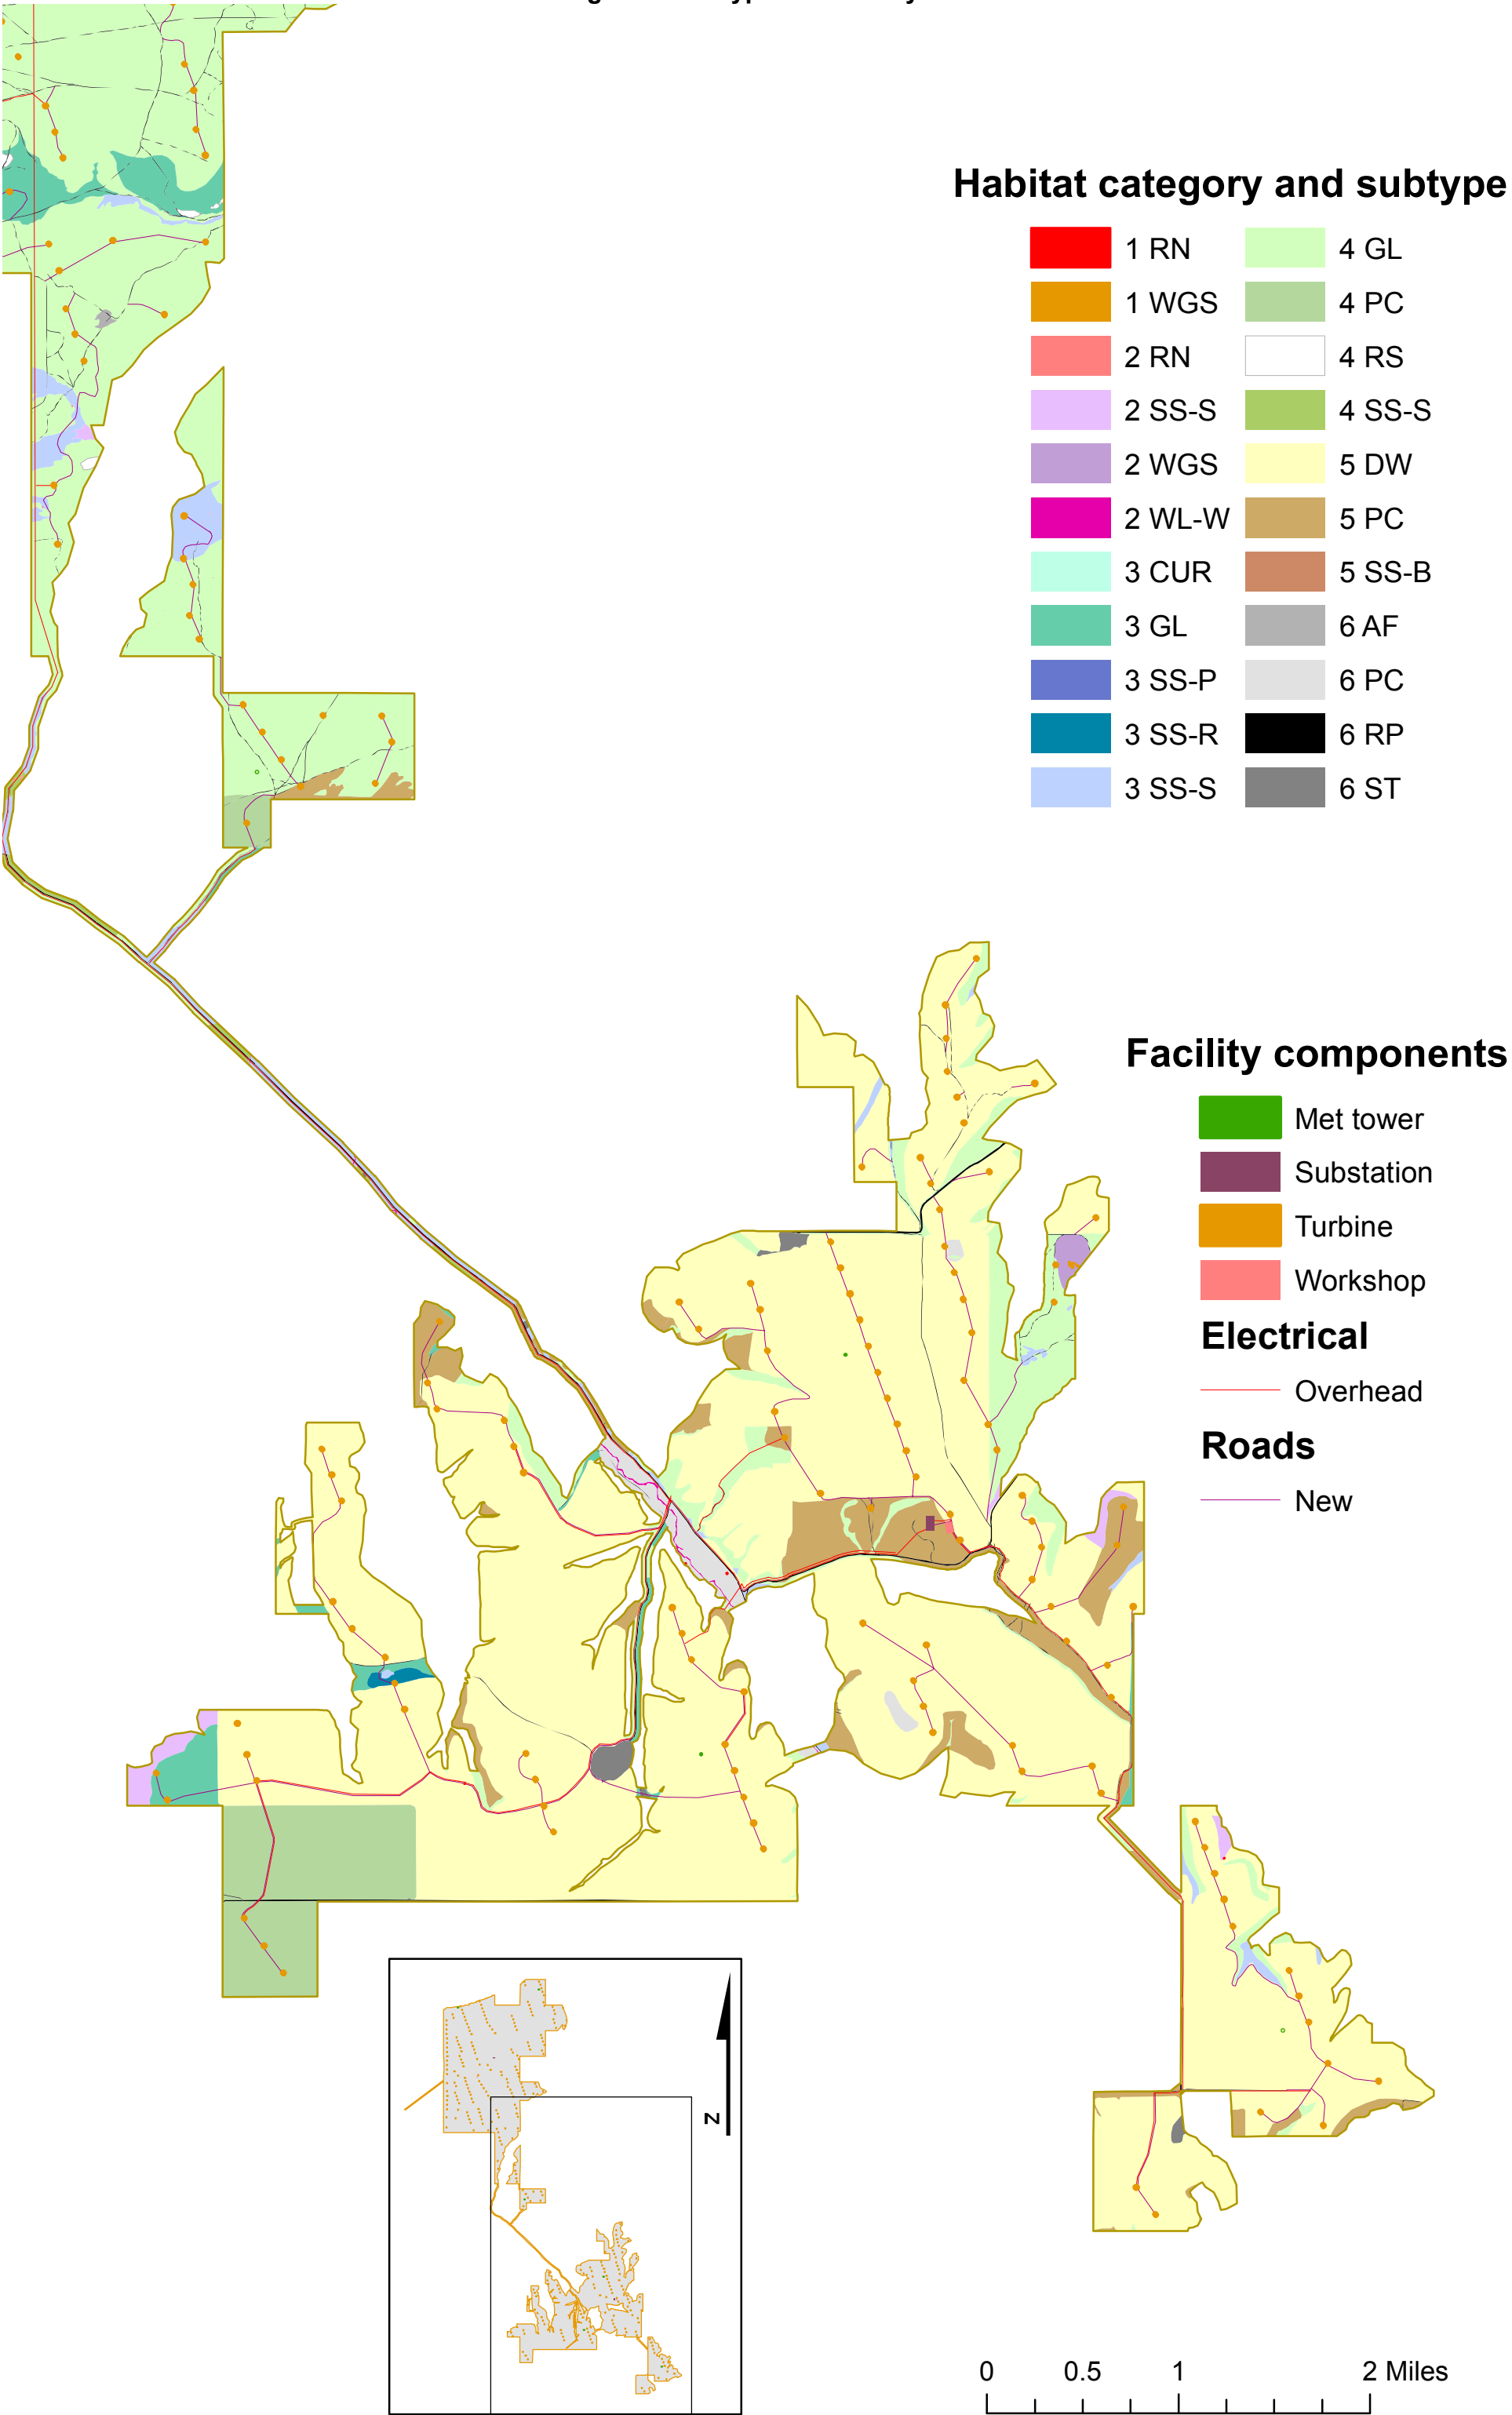 Habitat category and subtype
1 RN
1 WGS
2 RN
2 SS-S
2 WGS
2 WL-W
3 CUR
3 GL
3 SS-P
3 SS-R
3 SS-S
4 GL
4 PC
4 RS
4 SS-S
5 DW
5 PC
5 SS-B
6 AF
6 PC
6 RP
6 ST
Facility components
Met tower
Substation
Turbine
Workshop
Electrical
Overhead
Roads
New
N
0 0.5 1 2 Miles